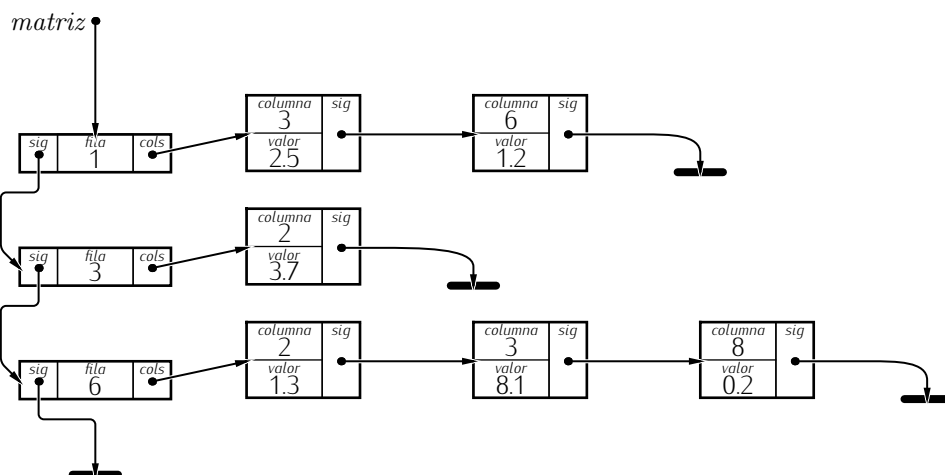 matriz
columna sig columna sig
3 6
sig fila cols valor valor
1 2.5 1.2
columna sig
2
sig fila cols valor
3 3.7
columna sig columna sig columna sig
2 3 8
sig fila cols valor valor valor
6 1.3 8.1 0.2